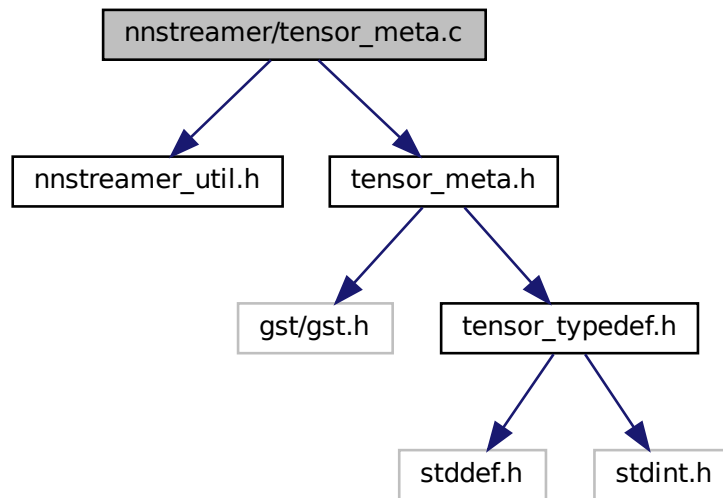 nnstreamer/tensor_meta.c
nnstreamer_util.h
tensor_meta.h
gst/gst.h
tensor_typedef.h
stddef.h
stdint.h